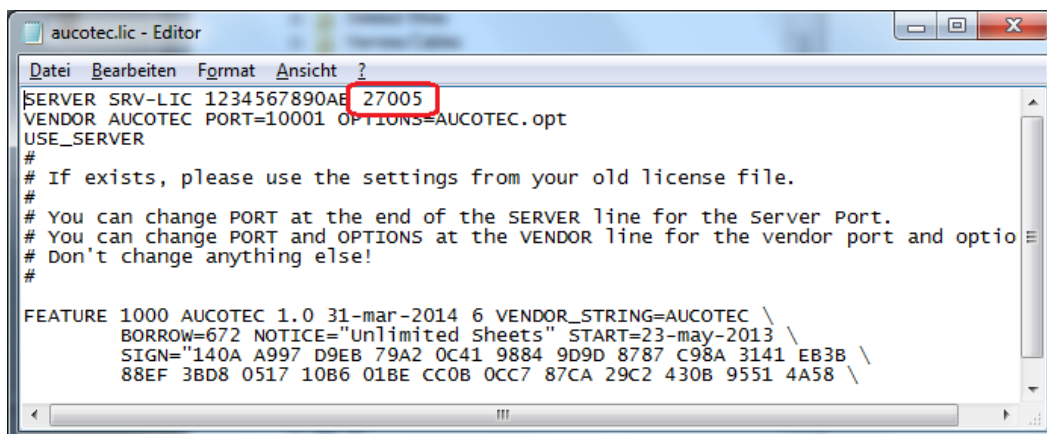 aucotec.lic - Editor
Datei Bearbeiten Format Ansicht ?
SERVER SRV-LIC 1234567890AB 27005
VENDOR AUCOTEC PORT=10001 OPTIONS=AUCOTEC.opt
USE_SERVER
#
# If exists, please use the settings from your old license file.
#
# You can change PORT at the end of the SERVER line for the Server Port.
# You can change PORT and OPTIONS at the VENDOR line for the vendor port and optio
# Don't change anything else!
#
FEATURE 1000 AUCOTEC 1.0 31-mar-2014 6 VENDOR_STRING=AUCOTEC \
BORROW=672 NOTICE="Unlimited Sheets" START=23-may-2013 \
SIGN="140A A997 D9EB 79A2 0C41 9884 9D9D 8787 C98A 3141 EB3B \
88EF 3BD8 0517 10B6 01BE CC0B 0CC7 87CA 29C2 430B 9551 4A58 \